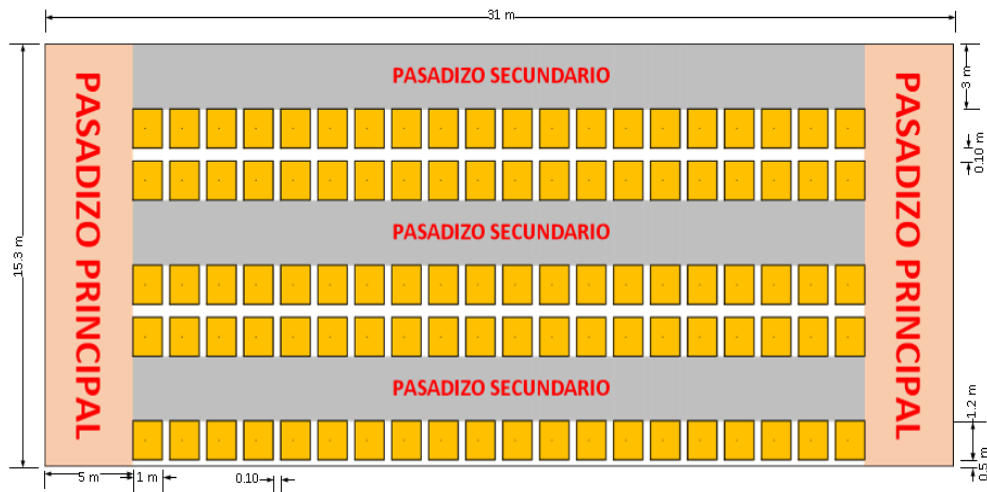 31 m
PASADIZO SECUNDARIO
3 m
PASADIZO PRINCIPAL
PASADIZO PRINCIPAL
0.10 m
15.3 m
PASADIZO SECUNDARIO
PASADIZO SECUNDARIO
1.2 m
0.5 m
5 m
1 m
0.10